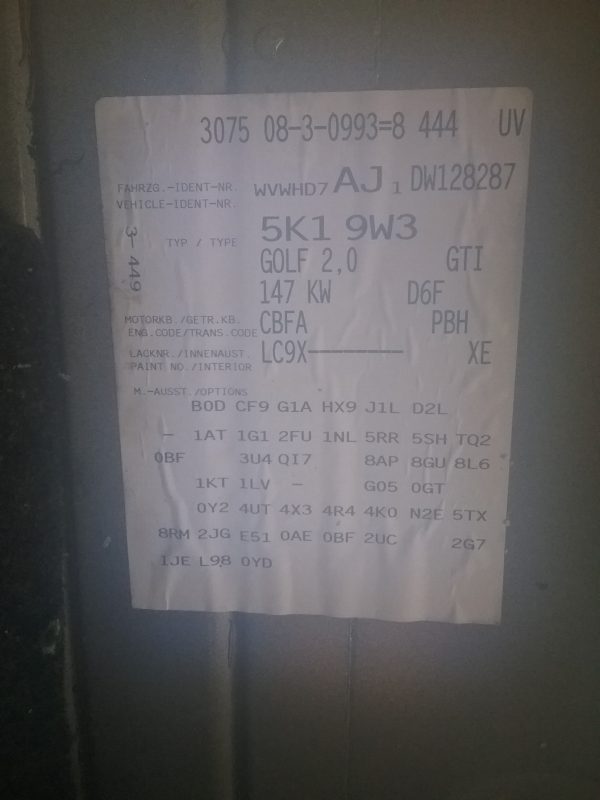 3075 08-3-0993=8 444 UV
FAHRZG.-IDENT-NR. WVWHD7 AJ 1 DW128287
VEHICLE-IDENT-NR.
3- 449
TYP / TYPE 5K1 9W3
GOLF 2,0 GTI
147 KW D6F
MOTORKB./GETR.KB. CBFA PBH
ENG.CODE/TRANS.CODE
LACKNR./INNENAUST. LC9X-------- XE
PAINT NO./INTERIOR
M.-AUSST./OPTIONS
B0D CF9 G1A HX9 J1L D2L
- 1AT 1G1 2FU 1NL 5RR 5SH TQ2
0BF 3U4 QI7 8AP 8GU 8L6
1KT 1LV - G05 0GT
0Y2 4UT 4X3 4R4 4K0 N2E 5TX
8RM 2JG E51 0AE 0BF 2UC 2G7
1JE L98 0YD